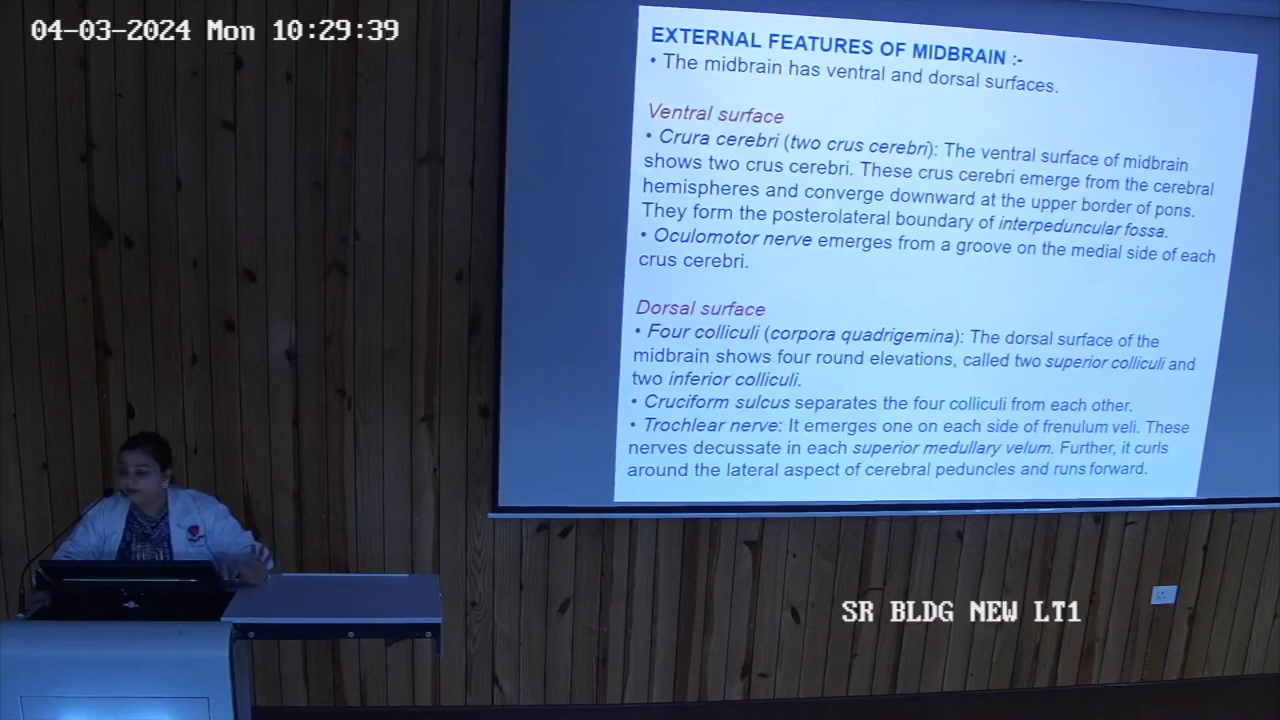 04-03-2024 Mon 10:29:39
EXTERNAL FEATURES OF MIDBRAIN :-
• The midbrain has ventral and dorsal surfaces.
Ventral surface
• Crura cerebri (two crus cerebri): The ventral surface of midbrain
shows two crus cerebri. These crus cerebri emerge from the cerebral
hemispheres and converge downward at the upper border of pons.
They form the posterolateral boundary of interpeduncular fossa.
• Oculomotor nerve emerges from a groove on the medial side of each
crus cerebri.
Dorsal surface
• Four colliculi (corpora quadrigemina): The dorsal surface of the
midbrain shows four round elevations, called two superior colliculi and
two inferior colliculi.
• Cruciform sulcus separates the four colliculi from each other.
• Trochlear nerve: It emerges one on each side of frenulum veli. These
nerves decussate in each superior medullary velum. Further, it curls
around the lateral aspect of cerebral peduncles and runs forward.
SR BLDG NEW LT1